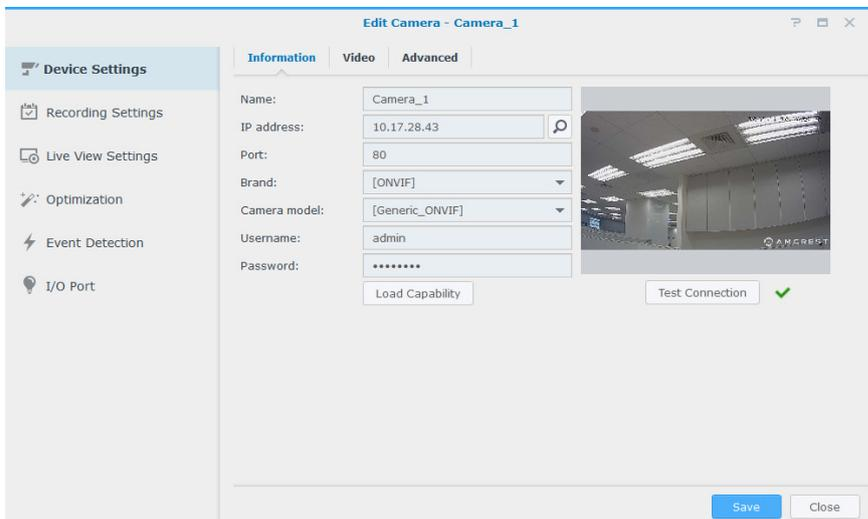 Edit Camera - Camera_1
Device Settings
Recording Settings
Live View Settings
Optimization
Event Detection
I/O Port
Information Video Advanced
Name: Camera_1
IP address: 10.17.28.43
Port: 80
Brand: [ONVIF]
Camera model: [Generic_ONVIF]
Username: admin
Password: ••••••••
Load Capability
AMCREST
Test Connection
Save Close